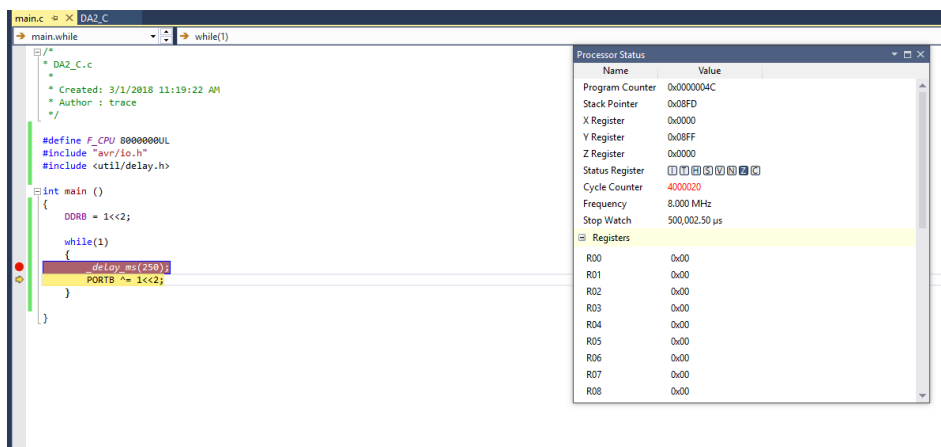 main.c DA2_C
main.while while(1)
/*
* DA2_C.c
*
* Created: 3/1/2018 11:19:22 AM
* Author : trace
*/
#define F_CPU 8000000UL
#include "avr/io.h"
#include <util/delay.h>
int main ()
{
DDRB = 1<<2;
while(1)
{
_delay_ms(250);
PORTB ^= 1<<2;
}
}
Processor Status
Name Value
Program Counter 0x0000004C
Stack Pointer 0x08FD
X Register 0x0000
Y Register 0x08FF
Z Register 0x0000
Status Register I T H S V N Z C
Cycle Counter 4000020
Frequency 8.000 MHz
Stop Watch 500,002.50 µs
Registers
R00 0x00
R01 0x00
R02 0x00
R03 0x00
R04 0x00
R05 0x00
R06 0x00
R07 0x00
R08 0x00